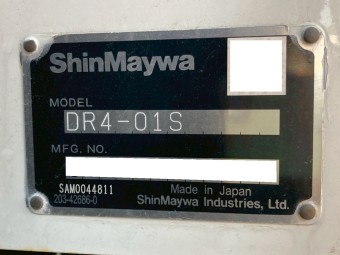 ShinMaywa
MODEL
DR4-01S
MFG. NO.
SAM0044811
Made in Japan
203-42686-0
ShinMaywa Industries, Ltd.